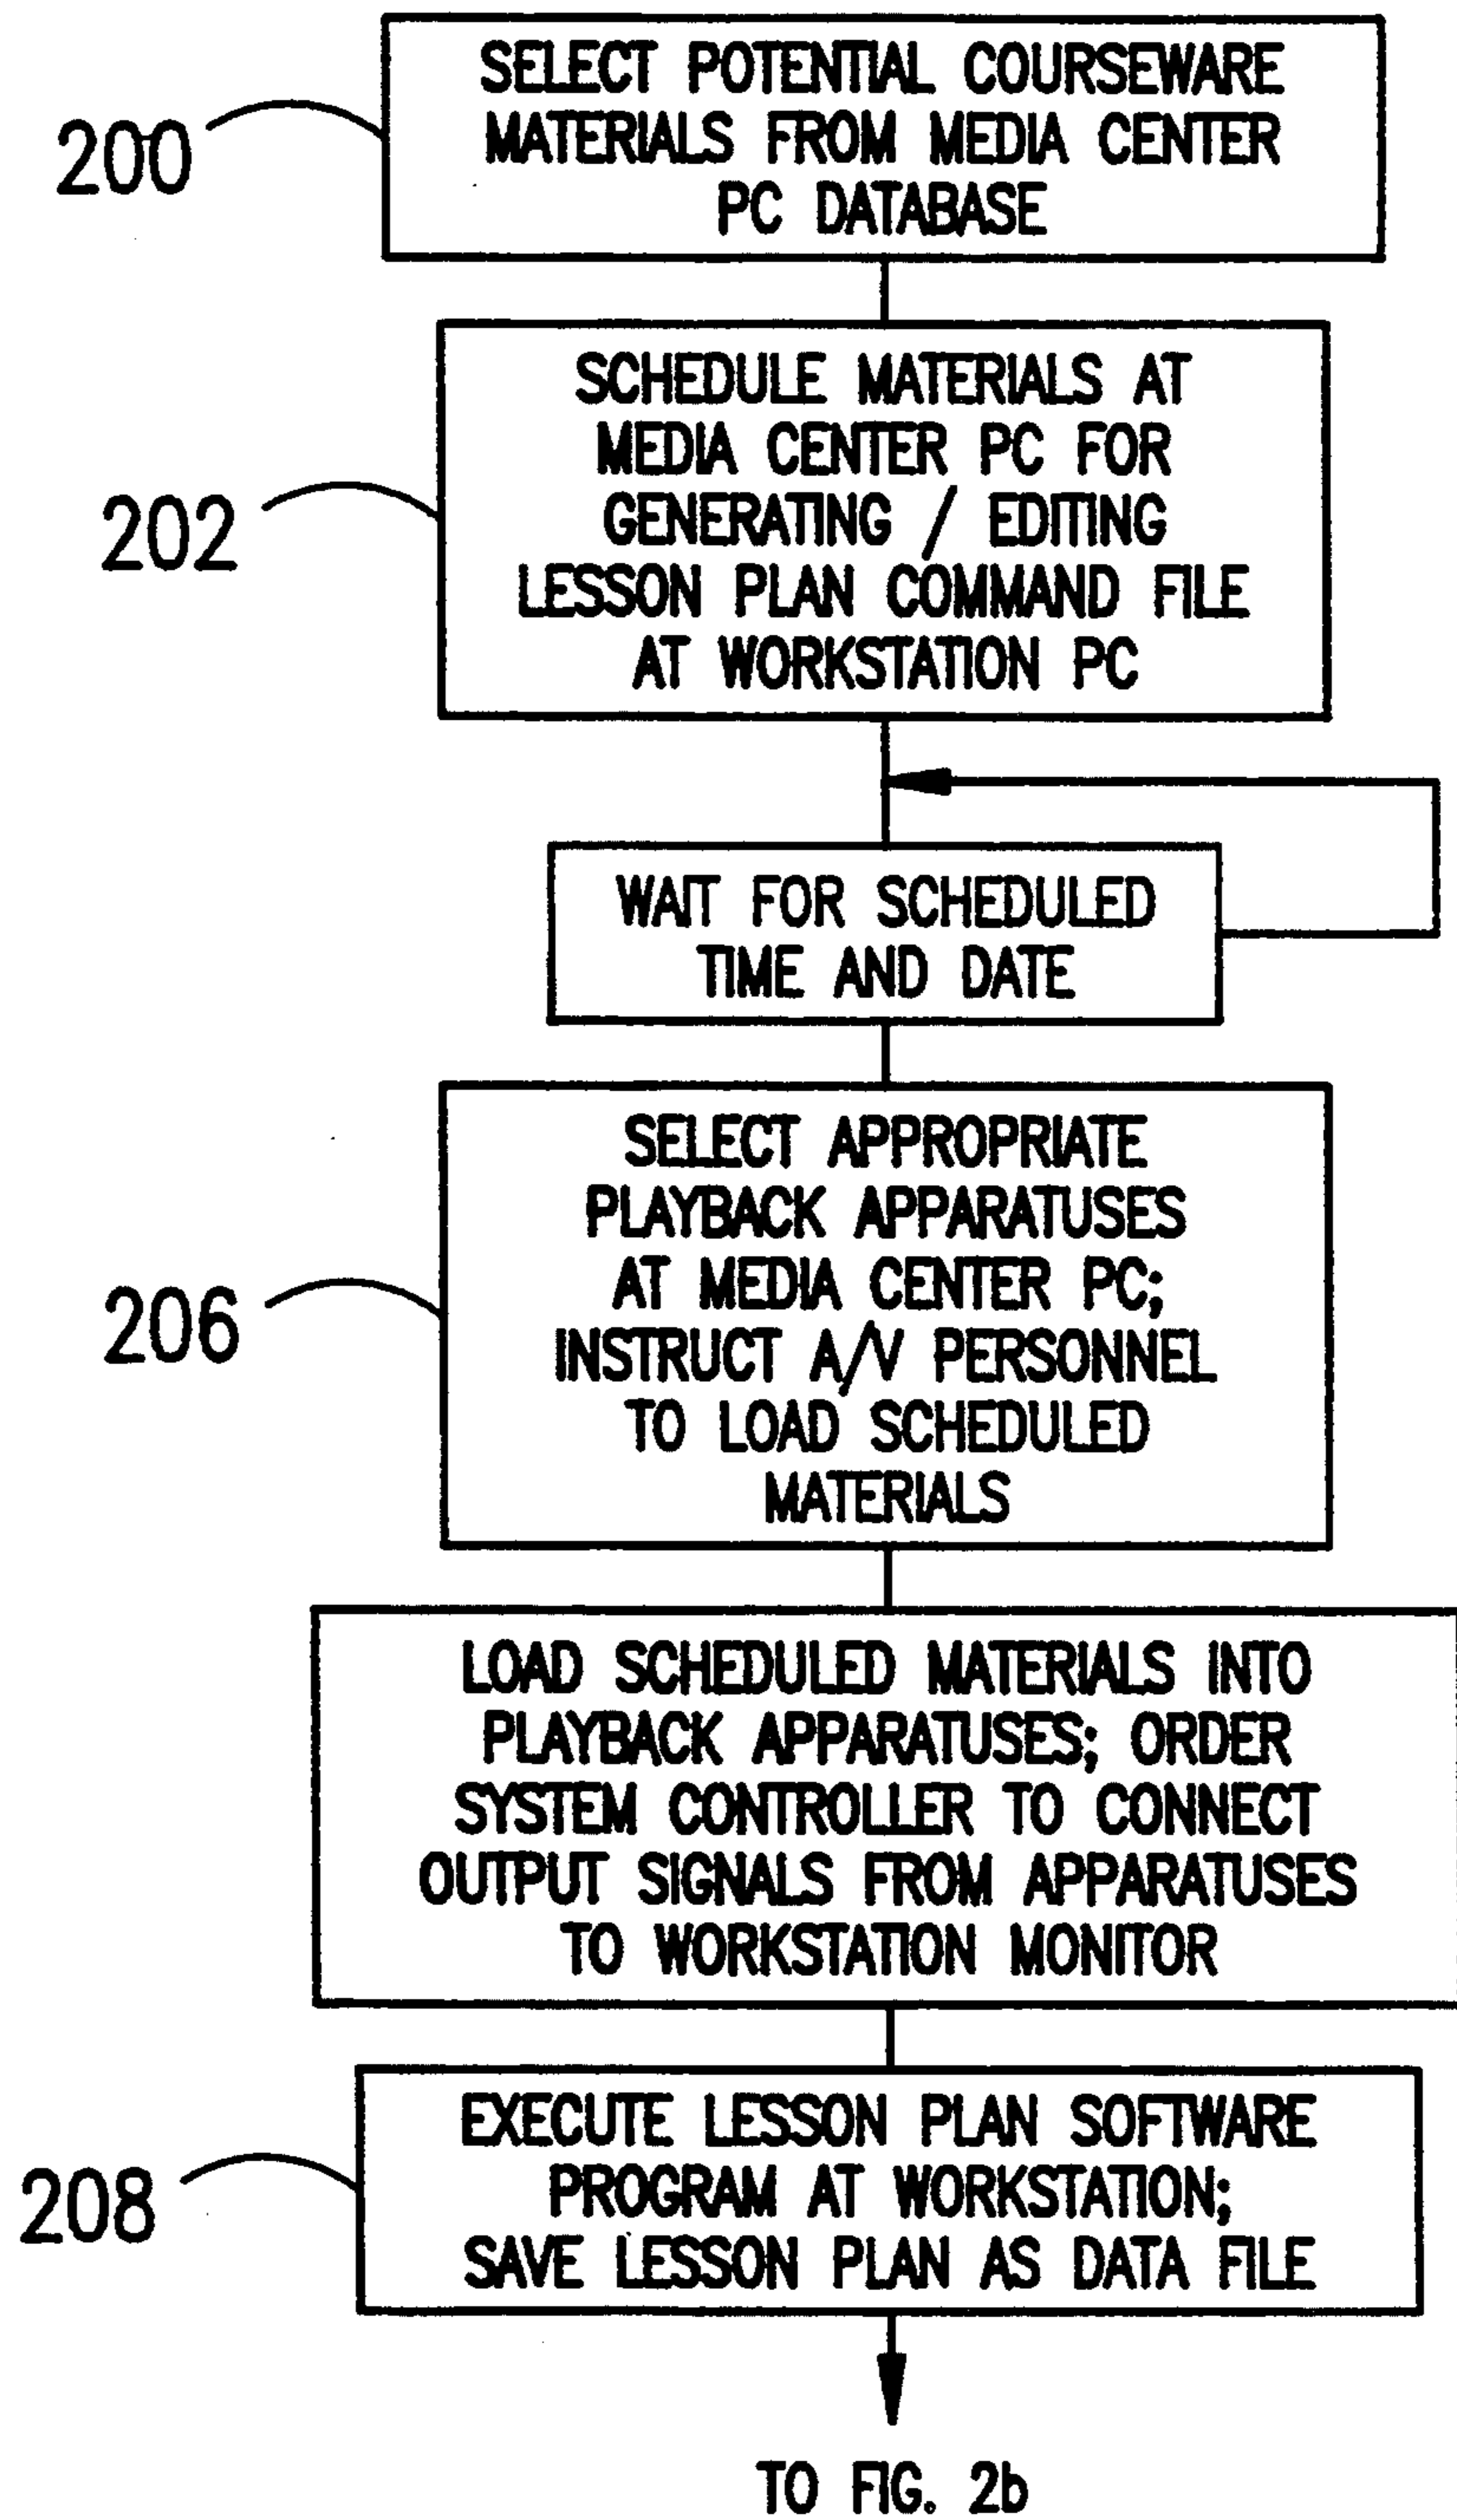 200
SELECT POTENTIAL COURSEWARE
MATERIALS FROM MEDIA CENTER
PC DATABASE
202
SCHEDULE MATERIALS AT
MEDIA CENTER PC FOR
GENERATING / EDITING
LESSON PLAN COMMAND FILE
AT WORKSTATION PC
WAIT FOR SCHEDULED
TIME AND DATE
206
SELECT APPROPRIATE
PLAYBACK APPARATUSES
AT MEDIA CENTER PC;
INSTRUCT A/V PERSONNEL
TO LOAD SCHEDULED
MATERIALS
LOAD SCHEDULED MATERIALS INTO
PLAYBACK APPARATUSES; ORDER
SYSTEM CONTROLLER TO CONNECT
OUTPUT SIGNALS FROM APPARATUSES
TO WORKSTATION MONITOR
208
EXECUTE LESSON PLAN SOFTWARE
PROGRAM AT WORKSTATION;
SAVE LESSON PLAN AS DATA FILE
TO FIG. 2b